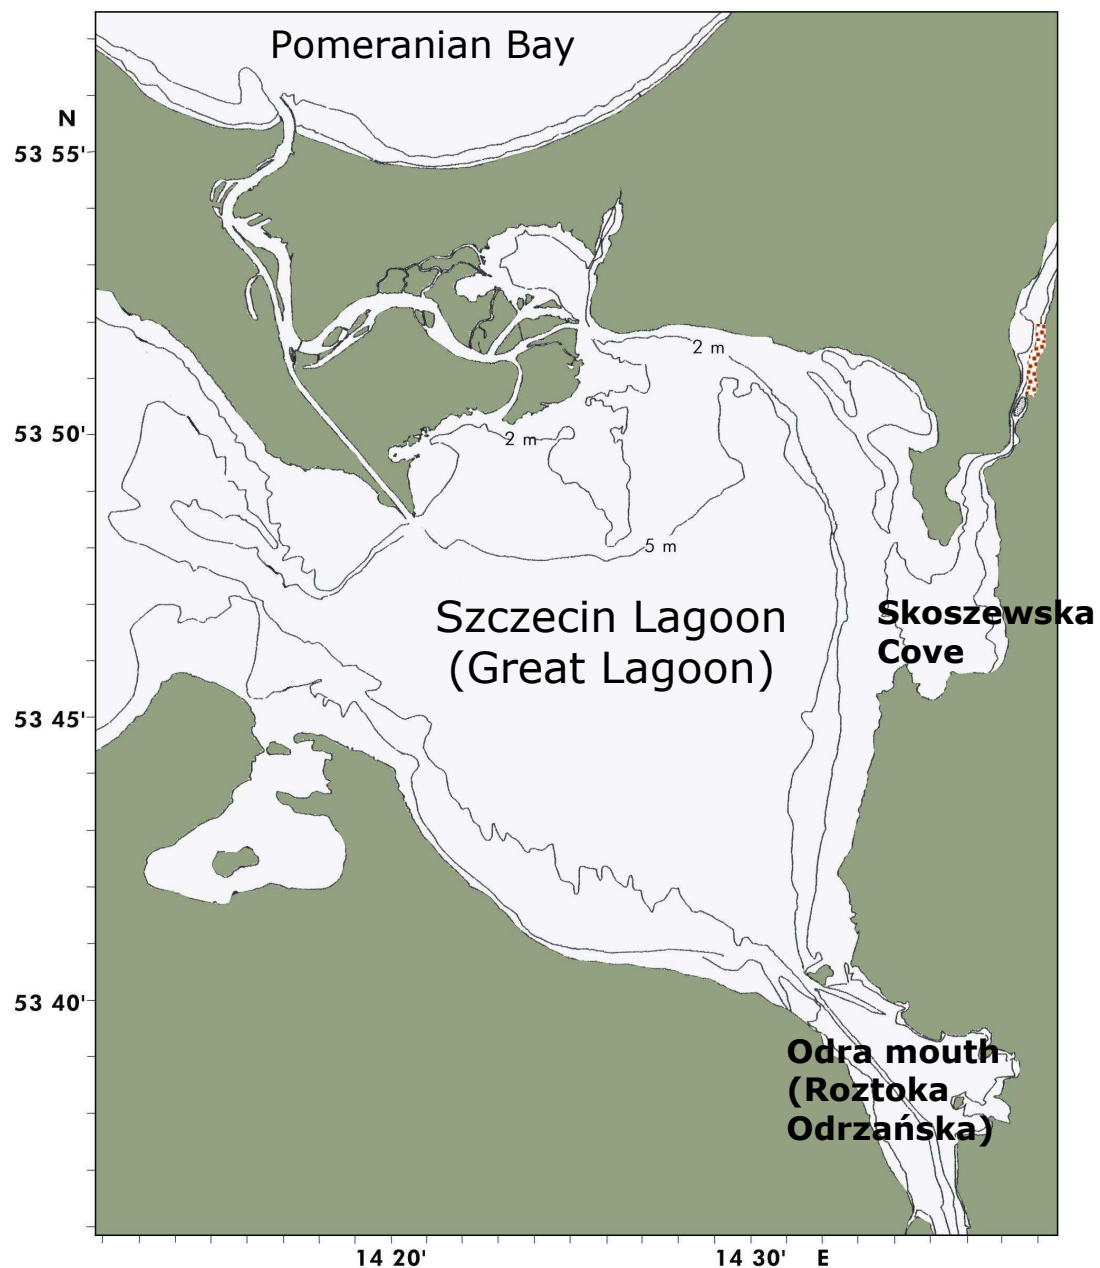 Pomeranian Bay
N
53 55'
2 m
53 50'
2 m
5 m
Szczecin Lagoon
(Great Lagoon)
Skoszewska
Cove
53 45'
53 40'
Odra mouth
(Roztoka
Odrzańska)
14 20'
14 30' E